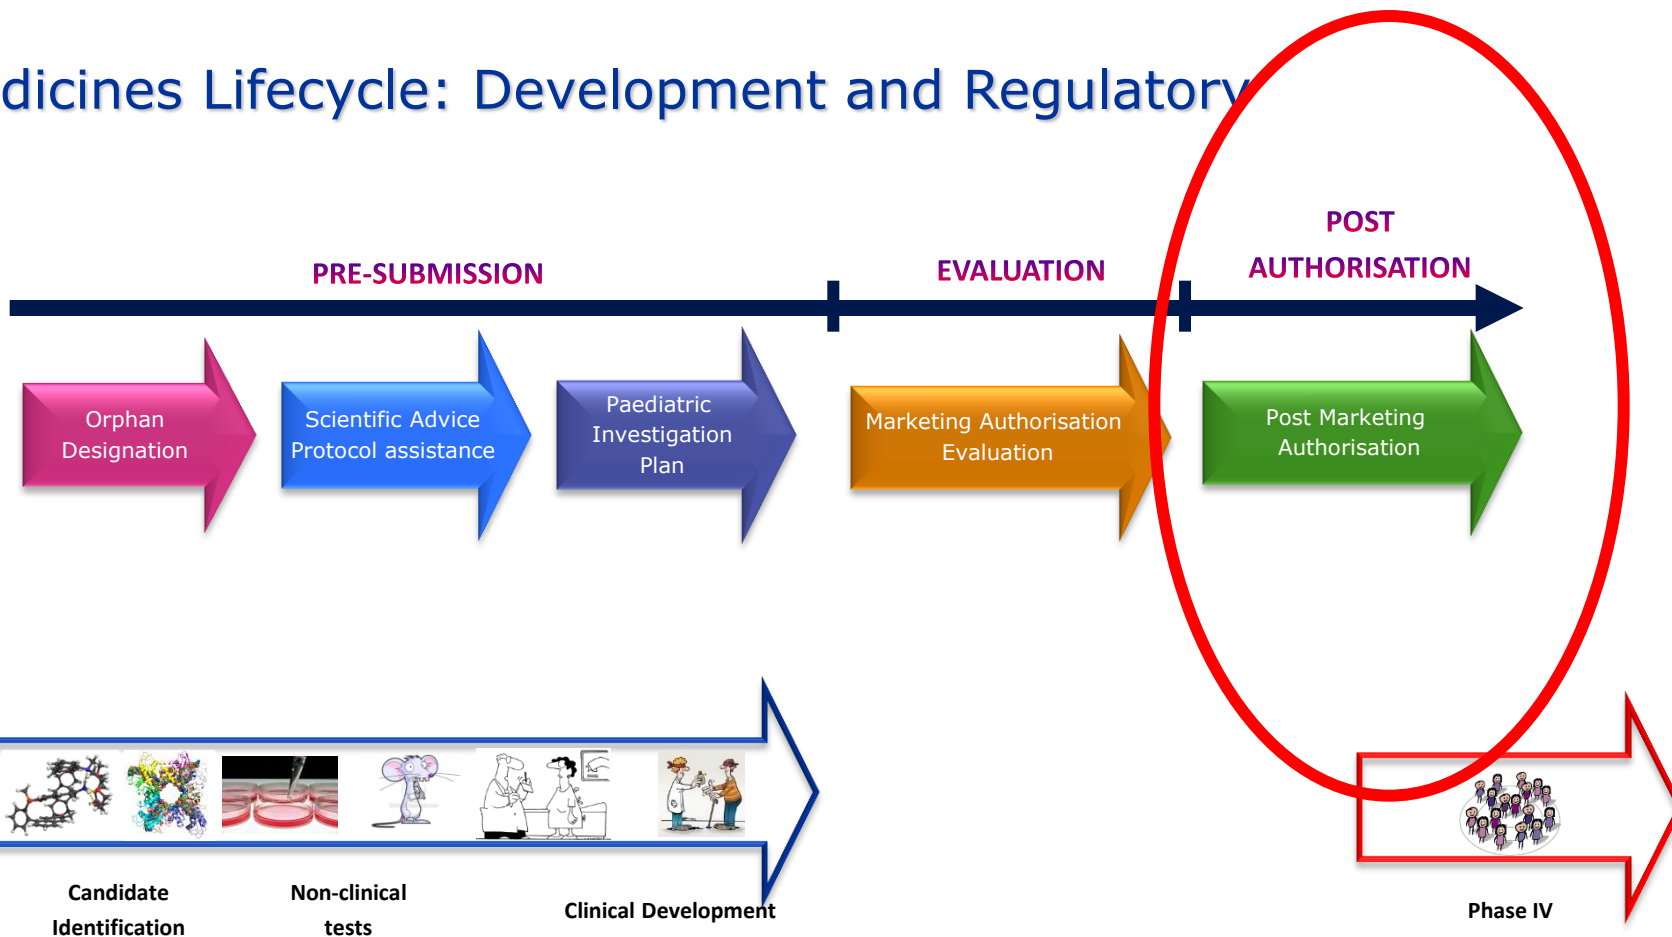 dicines Lifecycle: Development and Regulatory
PRE-SUBMISSION
EVALUATION
POST
AUTHORISATION
Orphan
Designation
Scientific Advice
Protocol assistance
Paediatric
Investigation
Plan
Marketing Authorisation
Evaluation
Post Marketing
Authorisation
Candidate
Identification
Non-clinical
tests
Clinical Development
Phase IV